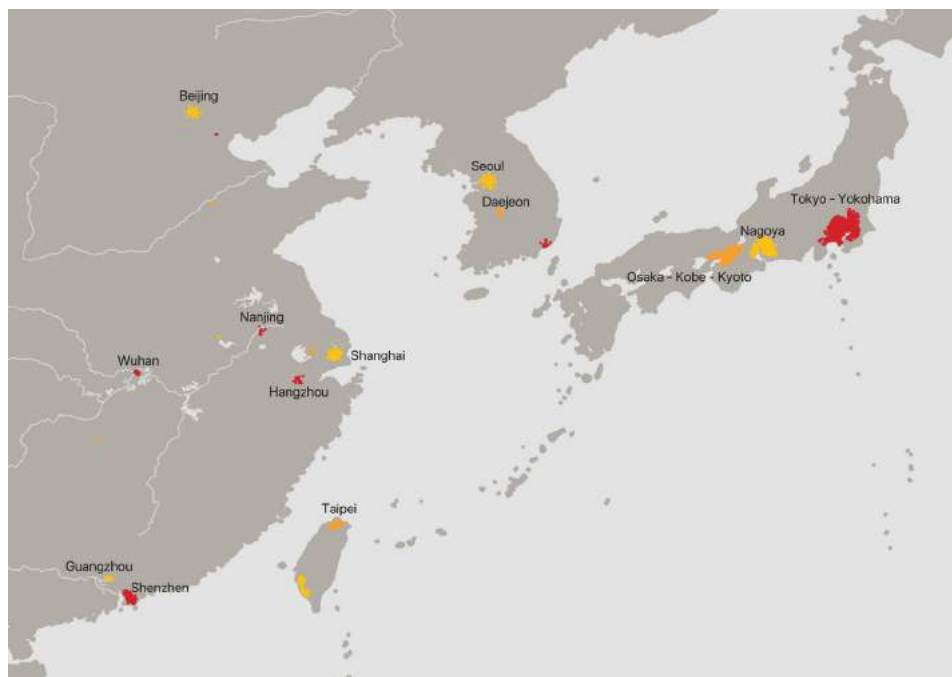 Beijing
Seoul
Daejeon
Tokyo - Yokohama
Nagoya
Osaka - Kobe - Kyoto
Nanjing
Shanghai
Wuhan
Hangzhou
Taipei
Guangzhou
Shenzhen